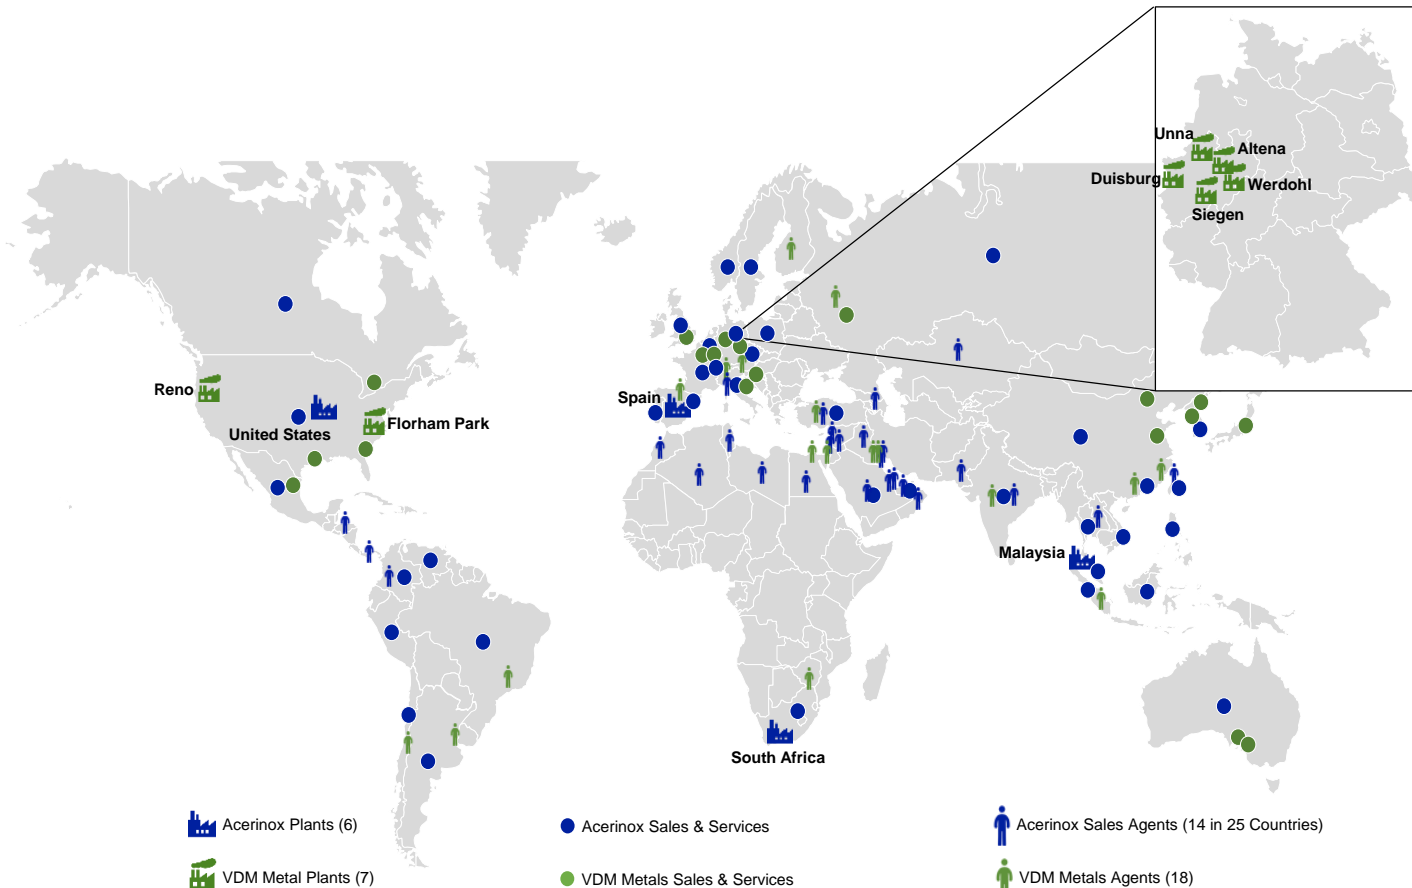 Unna
Altena
Duisburg
Werdohl
Siegen
Reno
Spain
Florham Park
United States
Malaysia
South Africa
Acerinox Plants (6)
Acerinox Sales & Services
Acerinox Sales Agents (14 in 25 Countries)
VDM Metal Plants (7)
VDM Metals Sales & Services
VDM Metals Agents (18)